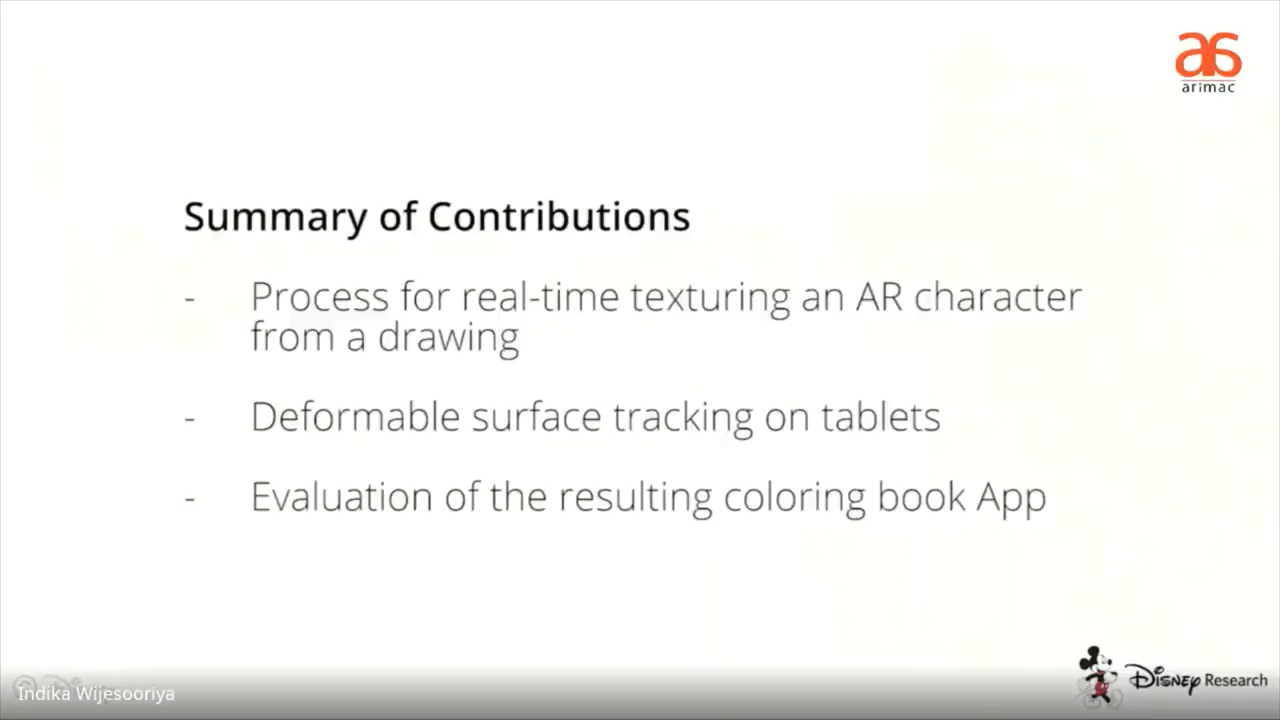 a6
arimac
Summary of Contributions
- Process for real-time texturing an AR character
from a drawing
- Deformable surface tracking on tablets
- Evaluation of the resulting coloring book App
Indika Wijesooriya
Disney Research